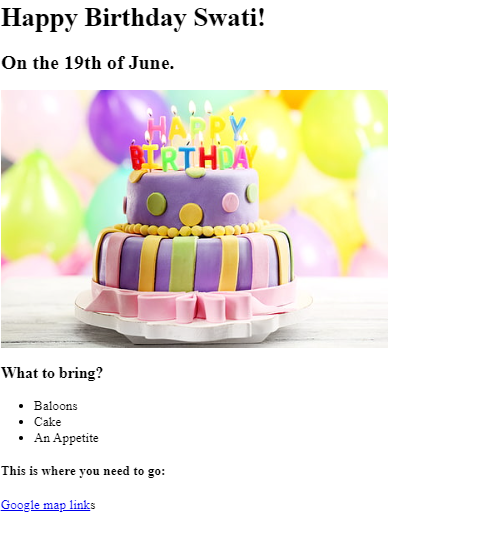 Happy Birthday Swati!
On the 19th of June.
HAPPY
BIRTHDAY
What to bring?
Baloons
Cake
An Appetite
This is where you need to go:
Google map links